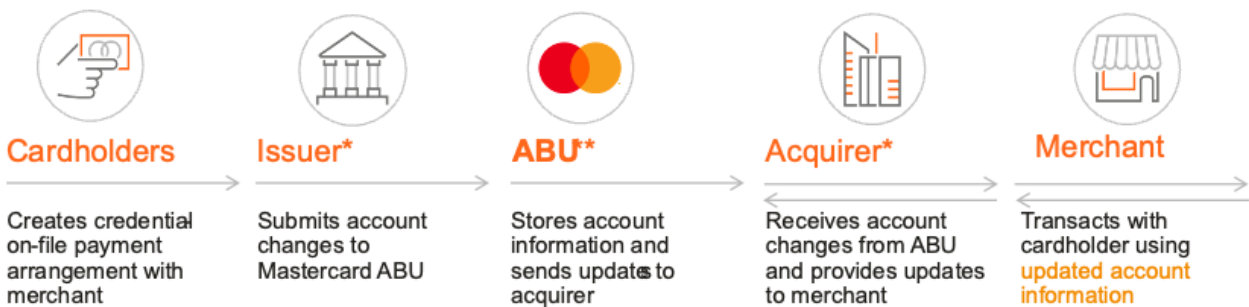 Cardholders
Creates credential
on-file payment
arrangement with
merchant
Issuer*
Submits account
changes to
Mastercard ABU
ABU**
Stores account
information and
sends updates to
acquirer
Acquirer*
Receives account
changes from ABU
and provides updates
to merchant
Merchant
Transacts with
cardholder using
updated account
information